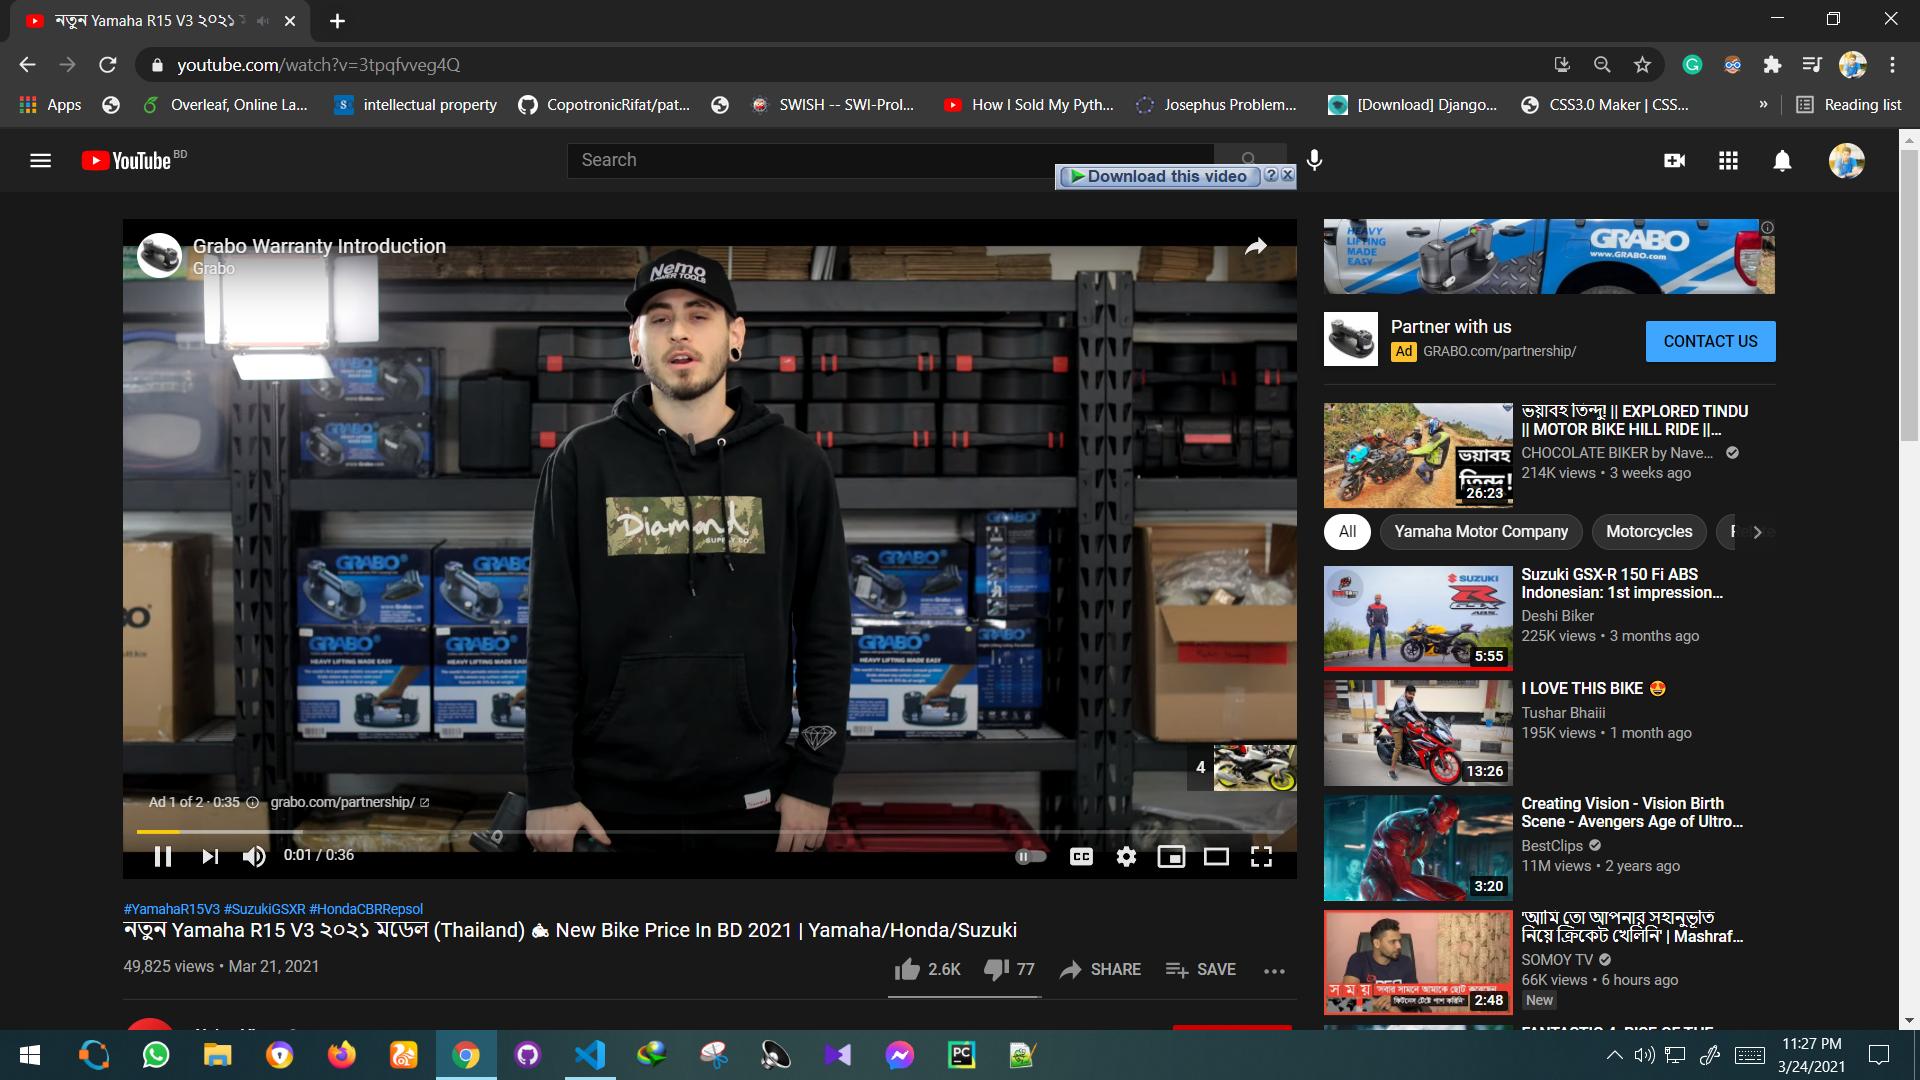 নতুন Yamaha R15 V3 ২০২১
youtube.com/watch?v=3tpqfvveg4Q
Apps
Overleaf, Online La...
intellectual property
CopotronicRifat/pat...
SWISH -- SWI-Prol...
How I Sold My Pyth...
Josephus Problem...
[Download] Django...
CSS3.0 Maker | CSS...
»
Reading list
YouTube BD
Search
Download this video
Grabo Warranty Introduction
Grabo
Nemo
POWER TOOLS
Diamond
SUPPLY CO.
GRABO
GRABO
HEAVY LIFTING MADE EASY
Ad 1 of 2 · 0:35
grabo.com/partnership/
4
0:01 / 0:36
CC
#YamahaR15V3 #SuzukiGSXR #HondaCBRRepsol
নতুন Yamaha R15 V3 ২০২১ মডেল (Thailand) 🏍 New Bike Price In BD 2021 | Yamaha/Honda/Suzuki
49,825 views • Mar 21, 2021
2.6K
77
SHARE
SAVE
HEAVY
LIFTING
MADE
EASY
GRABO
www.GRABO.com
Partner with us
Ad GRABO.com/partnership/
CONTACT US
ভয়াবহ তিন্দু! || EXPLORED TINDU
|| MOTOR BIKE HILL RIDE ||...
CHOCOLATE BIKER by Nave...
214K views • 3 weeks ago
ভয়াবহ
তিন্দু!
26:23
All
Yamaha Motor Company
Motorcycles
Suzuki GSX-R 150 Fi ABS
Indonesian: 1st impression...
Deshi Biker
225K views • 3 months ago
SUZUKI
GSX
ABS
5:55
I LOVE THIS BIKE 😍
Tushar Bhaiii
195K views • 1 month ago
13:26
Creating Vision - Vision Birth
Scene - Avengers Age of Ultro...
BestClips
11M views • 2 years ago
3:20
'আমি তো আপনার সহানুভূতি
নিয়ে ক্রিকেট খেলিনি' | Mashraf...
SOMOY TV
66K views • 6 hours ago
New
সময়
2:48
11:27 PM
3/24/2021